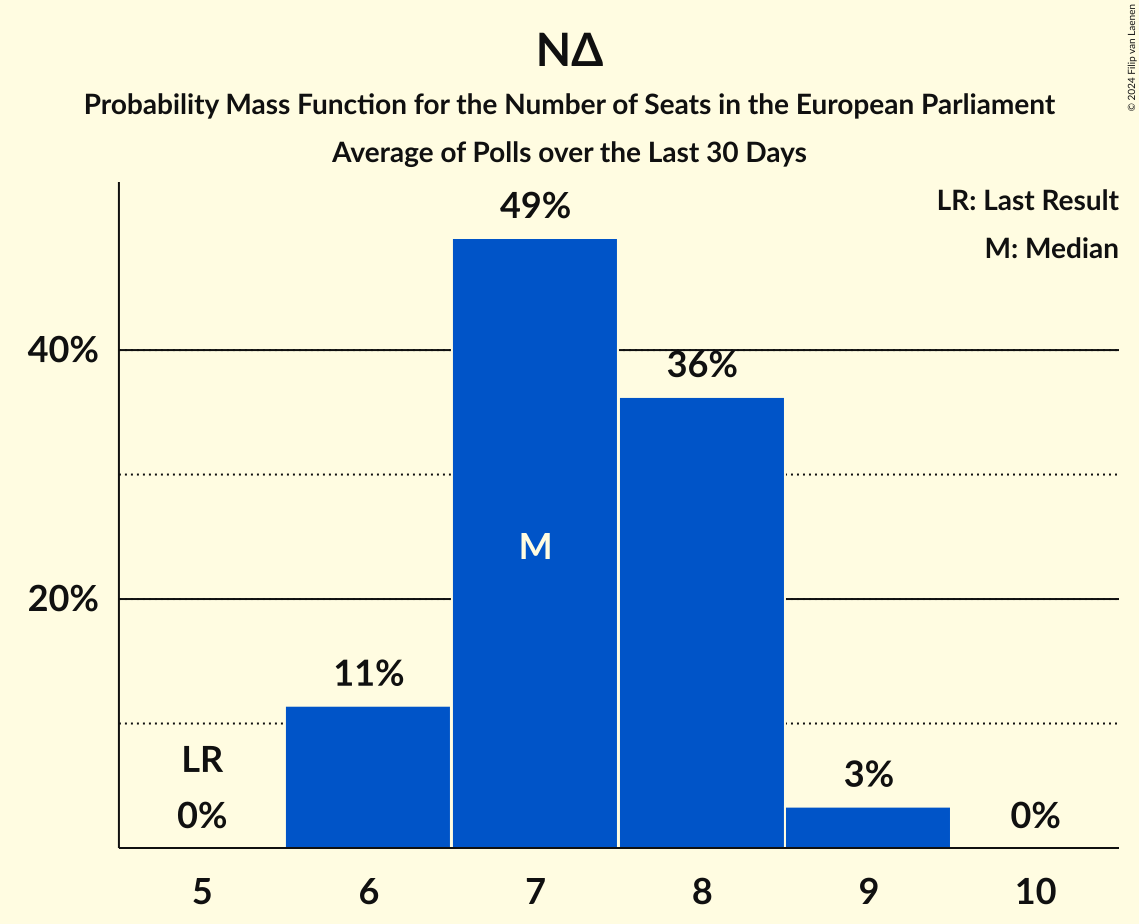 ΝΔ
Probability Mass Function for the Number of Seats in the European Parliament
Average of Polls over the Last 30 Days
© 2024 Filip van Laenen
LR: Last Result
M: Median
49%
40%
36%
M
20%
11%
LR
3%
0%
0%
5
6
7
8
9
10